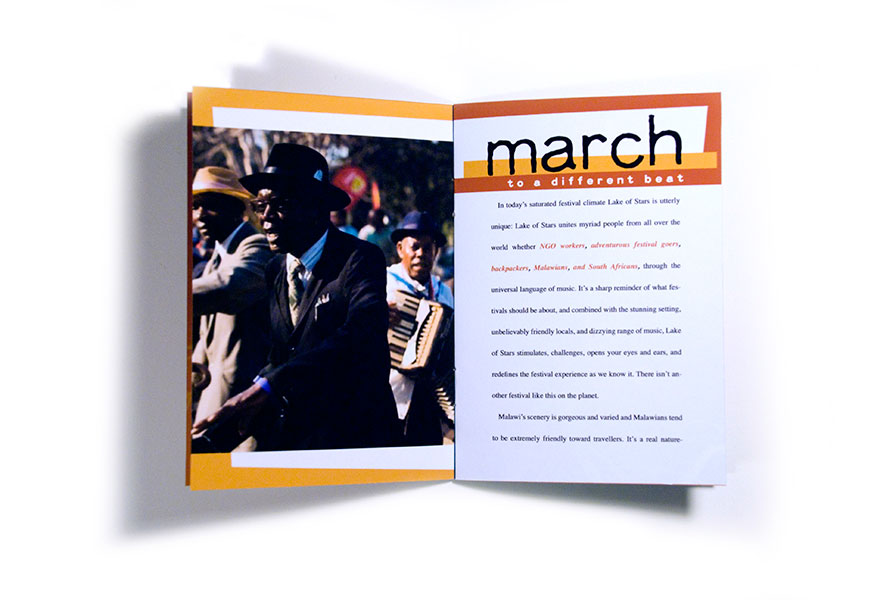 march
to a different beat
In today's saturated festival climate Lake of Stars is utterly
unique: Lake of Stars unites myriad people from all over the
world whether NGO workers, adventurous festival goers,
backpackers, Malawians, and South Africans, through the
universal language of music. It's a sharp reminder of what fes-
tivals should be about, and combined with the stunning setting,
unbelievably friendly locals, and dizzying range of music, Lake
of Stars stimulates, challenges, opens your eyes and ears, and
redefines the festival experience as we know it. There isn't an-
other festival like this on the planet.
Malawi's scenery is gorgeous and varied and Malawians tend
to be extremely friendly toward travellers. It's a real nature-